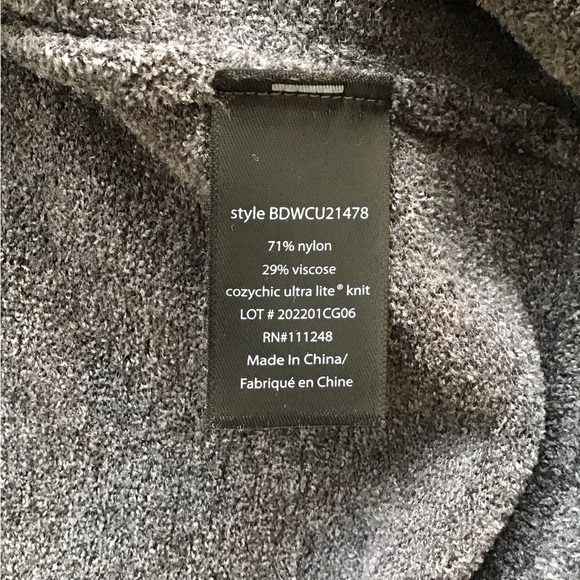 style BDWCU21478
71% nylon
29% viscose
cozychic ultra lite® knit
LOT # 202201CG06
RN#111248
Made In China/
Fabriqué en Chine